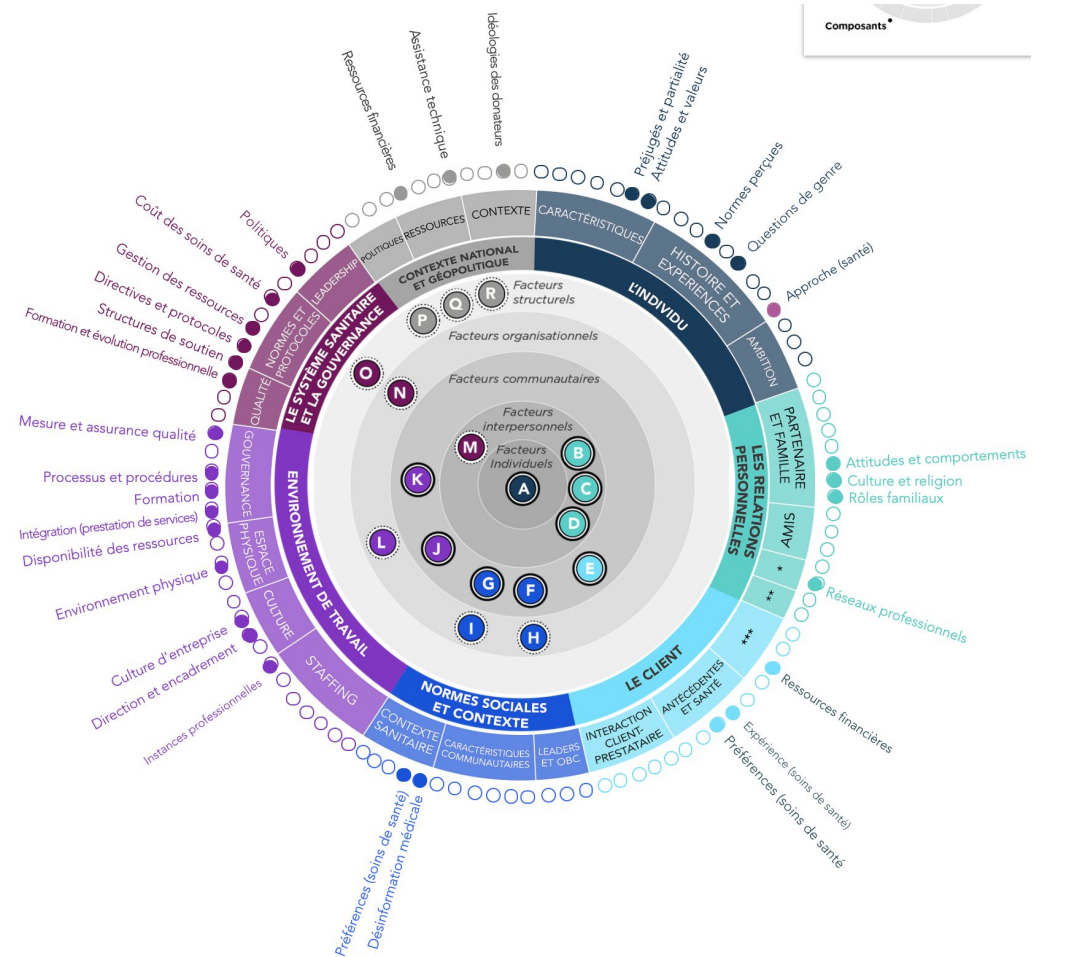 Composants
Idéologies des donateurs
Assistance technique
Ressources financières
Préjugés et partialité
Attitudes et valeurs
Normes perçues
Questions de genre
Approche (santé)
Attitudes et comportements
Culture et religion
Rôles familiaux
Réseaux professionnels
Ressources financières
Expérience (soins de santé)
Préférences (soins de santé
Désinformation médicale
Préférences (soins de santé)
Instances professionnelles
Direction et encadrement
Culture d'entreprise
Environnement physique
Disponibilité des ressources
Intégration (prestation de services)
Formation
Processus et procédures
Mesure et assurance qualité
Formation et évolution professionnelle
Structures de soutien
Directives et protocoles
Gestion des ressources
Coût des soins de santé
Politiques
POLITIQUES
RESSOURCES
CONTEXTE
CARACTÉRISTIQUES
HISTOIRE ET
EXPÉRIENCES
AMBITION
PARTENAIRE
ET FAMILLE
AMIS
*
**
***
ANTÉCÉDENTES
ET SANTÉ
INTERACTION
CLIENT-
PRESTATAIRE
LEADERS
ET OBC
CARACTÉRISTIQUES
COMMUNAUTAIRES
CONTEXTE
SANITAIRE
STAFFING
CULTURE
ESPACE
PHYSIQUE
GOUVERNANCE
QUALITÉ
NORMES ET
PROTOCOLES
LEADERSHIP
CONTEXTE NATIONAL
ET GÉOPOLITIQUE
L'INDIVIDU
LES RELATIONS
PERSONNELLES
LE CLIENT
NORMES SOCIALES
ET CONTEXTE
ENVIRONNEMENT DE TRAVAIL
LE SYSTÈME SANITAIRE
ET LA GOUVERNANCE
Facteurs
structurels
Facteurs organisationnels
Facteurs communautaires
Facteurs
interpersonnels
Facteurs
Individuels
R
Q
P
O
N
M
B
K
A
C
D
L
J
E
G
F
I
H